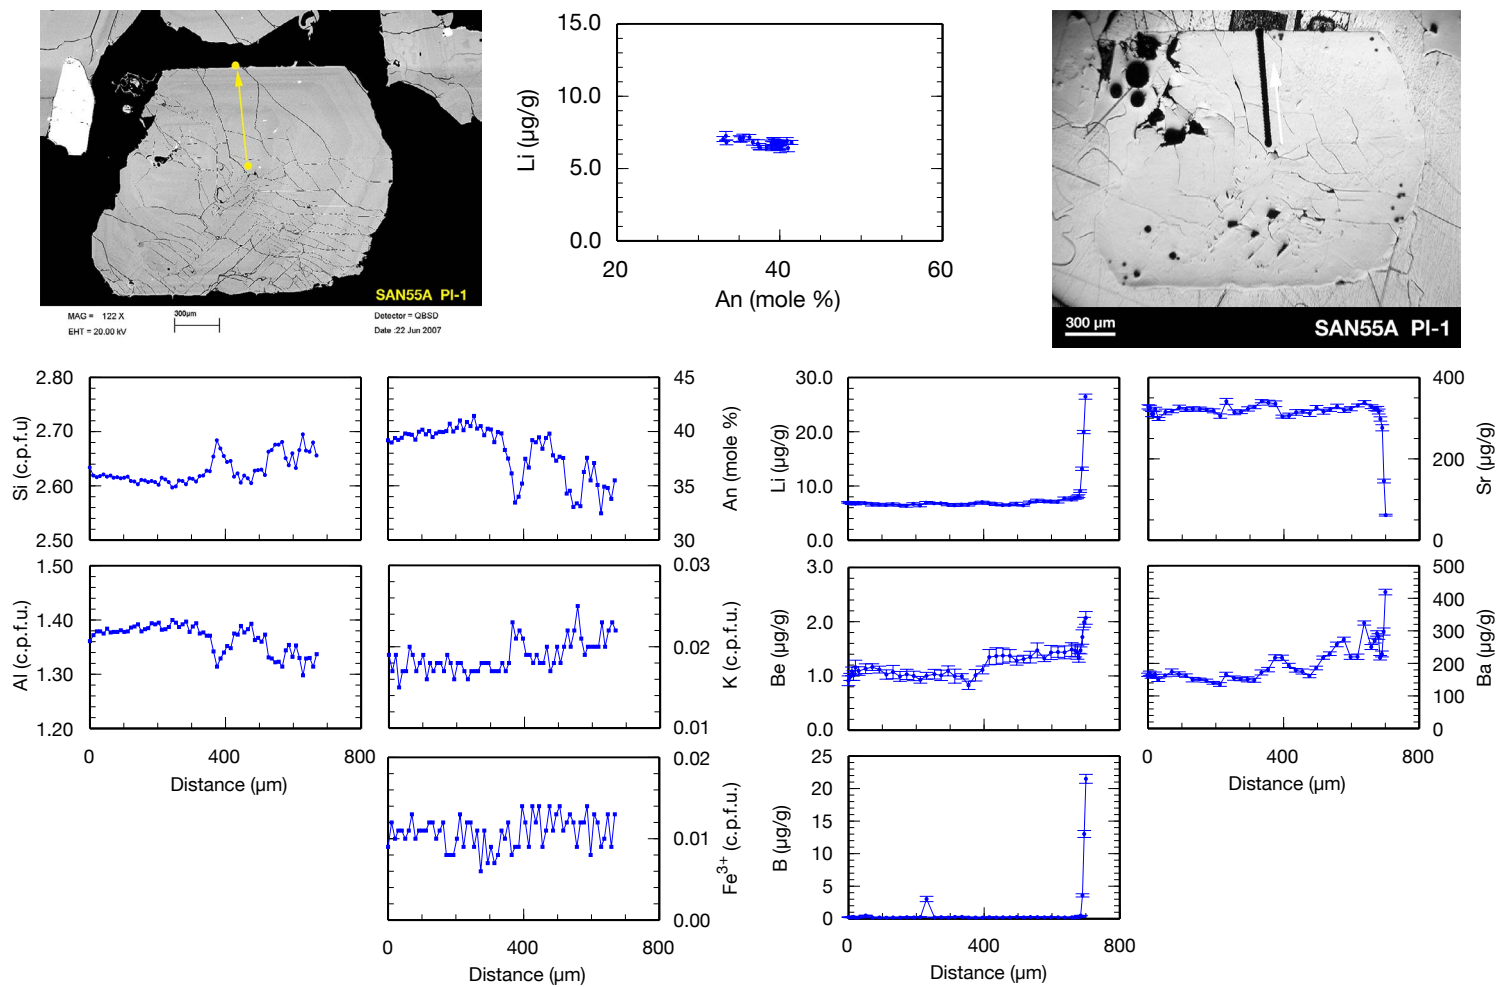 SAN55A PI-1
MAG = 122 X
300µm
Detector = QBSD
EHT = 20.00 kV
Date :22 Jun 2007
15.0
10.0
5.0
0.0
Li (µg/g)
20
40
60
An (mole %)
300 µm
SAN55A PI-1
2.80
2.70
2.60
2.50
Si (c.p.f.u)
45
40
35
30
An (mole %)
30.0
20.0
10.0
0.0
Li (µg/g)
400
200
0
Sr (µg/g)
1.50
1.40
1.30
1.20
Al (c.p.f.u.)
0
400
800
Distance (µm)
0.03
0.02
0.01
K (c.p.f.u.)
3.0
2.0
1.0
0.0
Be (µg/g)
500
400
300
200
100
0
Ba (µg/g)
0
400
800
Distance (µm)
0.02
0.01
0.00
Fe3+ (c.p.f.u.)
0
400
800
Distance (µm)
25
20
15
10
5
0
B (µg/g)
0
400
800
Distance (µm)